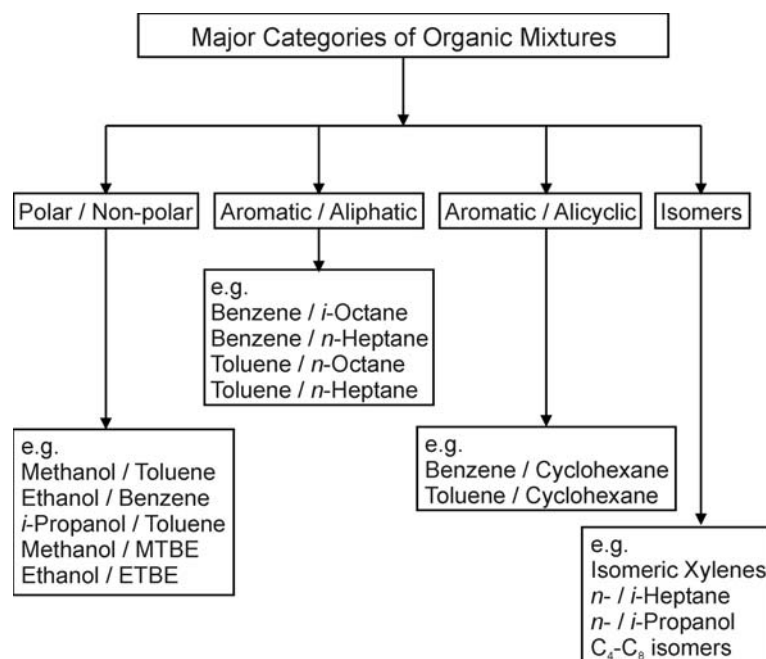 Major Categories of Organic Mixtures
Polar / Non-polar
Aromatic / Aliphatic
Aromatic / Alicyclic
Isomers
e.g.
Benzene / i-Octane
Benzene / n-Heptane
Toluene / n-Octane
Toluene / n-Heptane
e.g.
Methanol / Toluene
Ethanol / Benzene
i-Propanol / Toluene
Methanol / MTBE
Ethanol / ETBE
e.g.
Benzene / Cyclohexane
Toluene / Cyclohexane
e.g.
Isomeric Xylenes
n- / i-Heptane
n- / i-Propanol
C₄-C₈ isomers